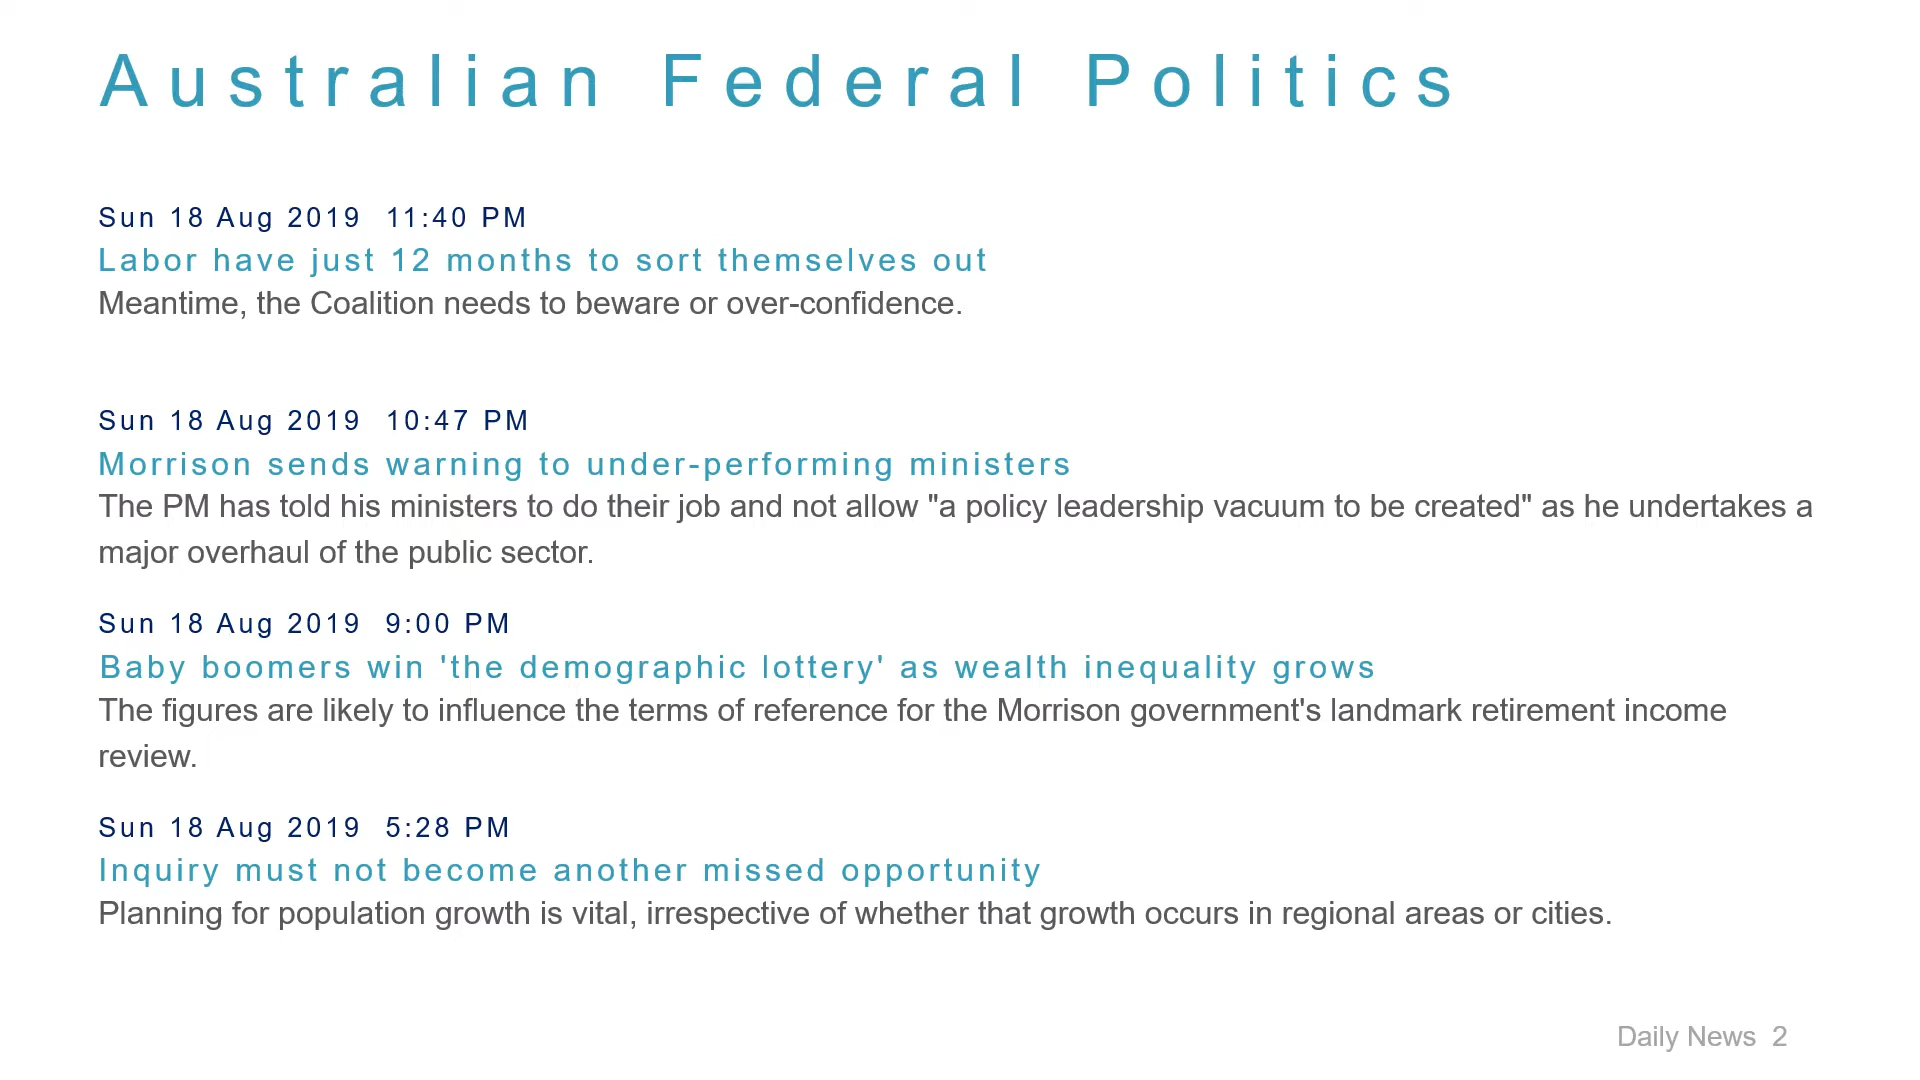 Australian Federal Politics
Sun 18 Aug 2019 11:40 PM
Labor have just 12 months to sort themselves out
Meantime, the Coalition needs to beware or over-confidence.
Sun 18 Aug 2019 10:47 PM
Morrison sends warning to under-performing ministers
The PM has told his ministers to do their job and not allow "a policy leadership vacuum to be created" as he undertakes a
major overhaul of the public sector.
Sun 18 Aug 2019 9:00 PM
Baby boomers win 'the demographic lottery' as wealth inequality grows
The figures are likely to influence the terms of reference for the Morrison government's landmark retirement income
review.
Sun 18 Aug 2019 5:28 PM
Inquiry must not become another missed opportunity
Planning for population growth is vital, irrespective of whether that growth occurs in regional areas or cities.
Daily News 2